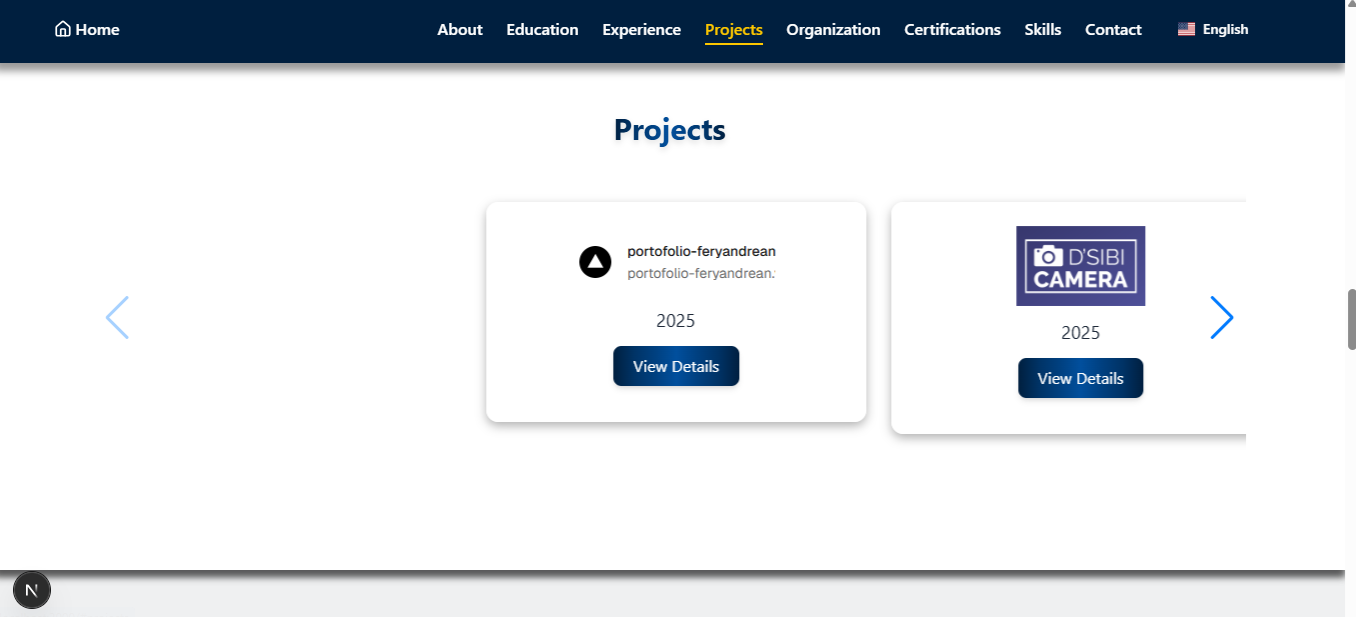 Home About Education Experience Projects Organization Certifications Skills Contact English
Projects
portofolio-feryandrean
portofolio-feryandrean.
2025
View Details
D'SIBI
CAMERA
2025
View Details
N